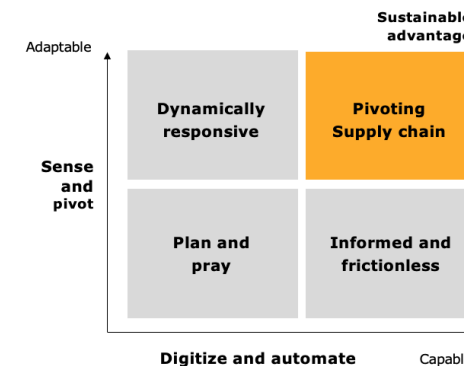 Sustainable
advantage
Adaptable
Dynamically
responsive
Pivoting
Supply chain
Sense
and
pivot
Plan and
pray
Informed and
frictionless
Digitize and automate
Capabl